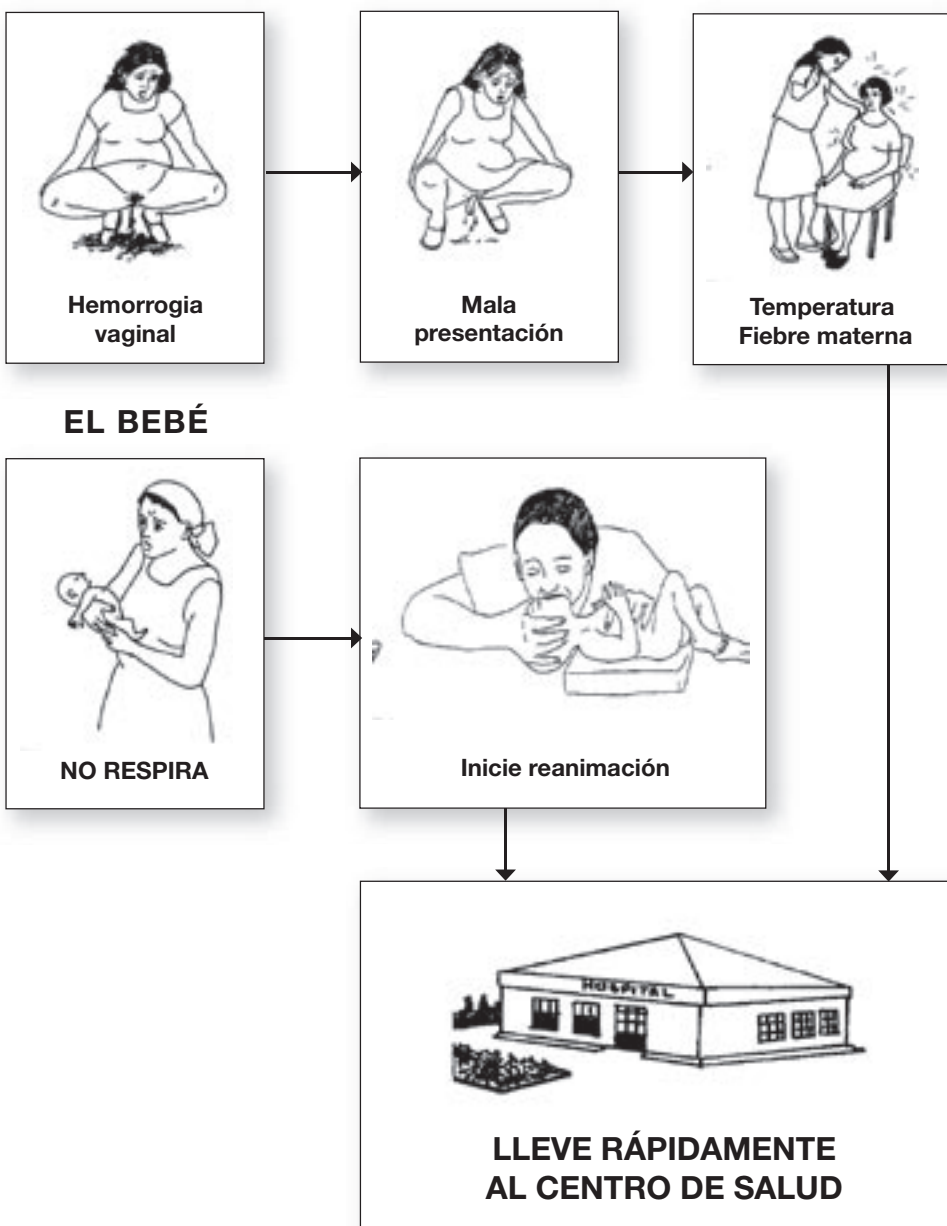 Hemorrogia
vaginal
Mala
presentación
Temperatura
Fiebre materna
EL BEBÉ
NO RESPIRA
Inicie reanimación
HOSPITAL
LLEVE RÁPIDAMENTE
AL CENTRO DE SALUD